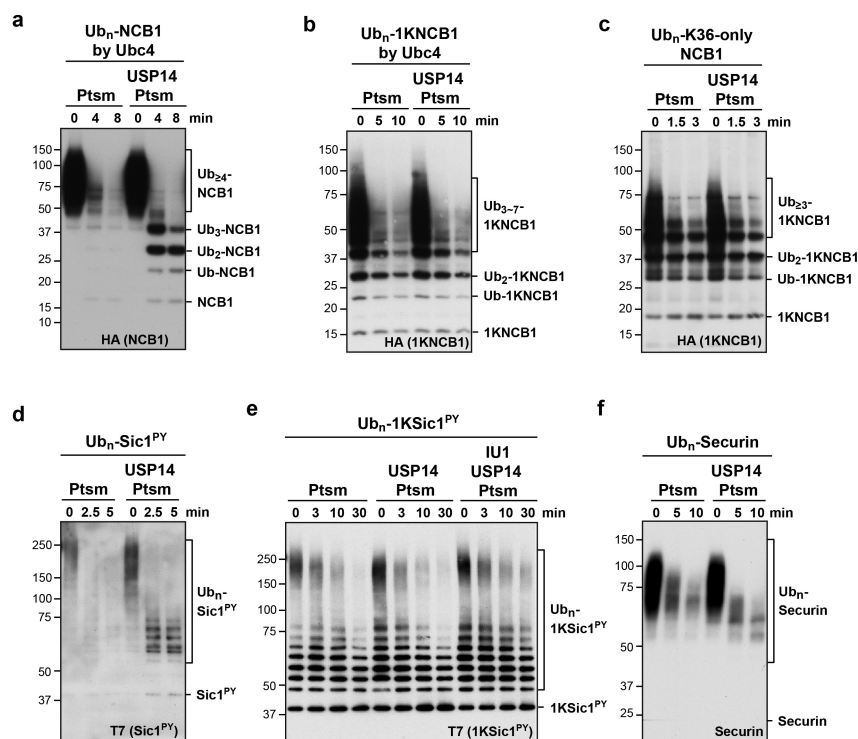 a
Ubn-NCB1
by Ubc4
USP14
Ptsm Ptsm
0 4 8 0 4 8 min
150
100
75
50
37
25
20
15
10
Ub≥4-
NCB1
Ub3-NCB1
Ub2-NCB1
Ub-NCB1
NCB1
HA (NCB1)
b
Ubn-1KNCB1
by Ubc4
USP14
Ptsm Ptsm
0 5 10 0 5 10 min
150
100
75
50
37
25
20
15
Ub3~7-
1KNCB1
Ub2-1KNCB1
Ub-1KNCB1
1KNCB1
HA (1KNCB1)
c
Ubn-K36-only
NCB1
USP14
Ptsm Ptsm
0 1.5 3 0 1.5 3 min
150
100
75
50
37
25
20
15
Ub≥3-
1KNCB1
Ub2-1KNCB1
Ub-1KNCB1
1KNCB1
HA (1KNCB1)
d
Ubn-Sic1PY
USP14
Ptsm Ptsm
0 2.5 5 0 2.5 5 min
250
150
100
75
50
37
Ubn-
Sic1PY
Sic1PY
T7 (Sic1PY)
e
Ubn-1KSic1PY
IU1
USP14 USP14
Ptsm Ptsm Ptsm
0 3 10 30 0 3 10 30 0 3 10 30 min
250
150
100
75
50
37
Ubn-
1KSic1PY
1KSic1PY
T7 (1KSic1PY)
f
Ubn-Securin
USP14
Ptsm Ptsm
0 5 10 0 5 10 min
150
100
75
50
37
25
Ubn-
Securin
Securin
Securin